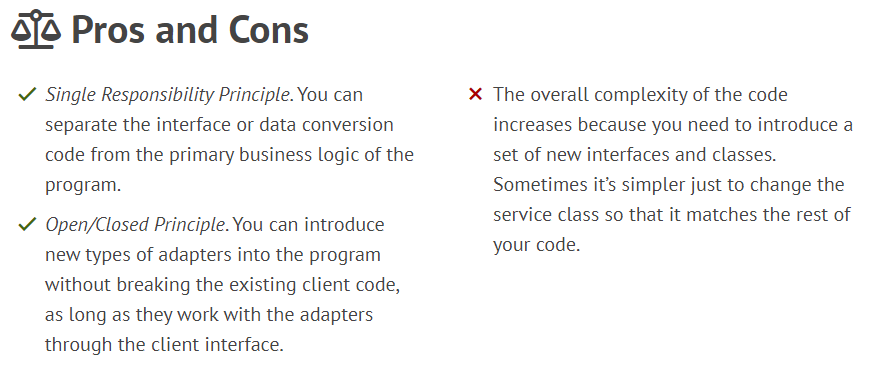 Pros and Cons
Single Responsibility Principle. You can
separate the interface or data conversion
code from the primary business logic of the
program.
Open/Closed Principle. You can introduce
new types of adapters into the program
without breaking the existing client code,
as long as they work with the adapters
through the client interface.
The overall complexity of the code
increases because you need to introduce a
set of new interfaces and classes.
Sometimes it’s simpler just to change the
service class so that it matches the rest of
your code.